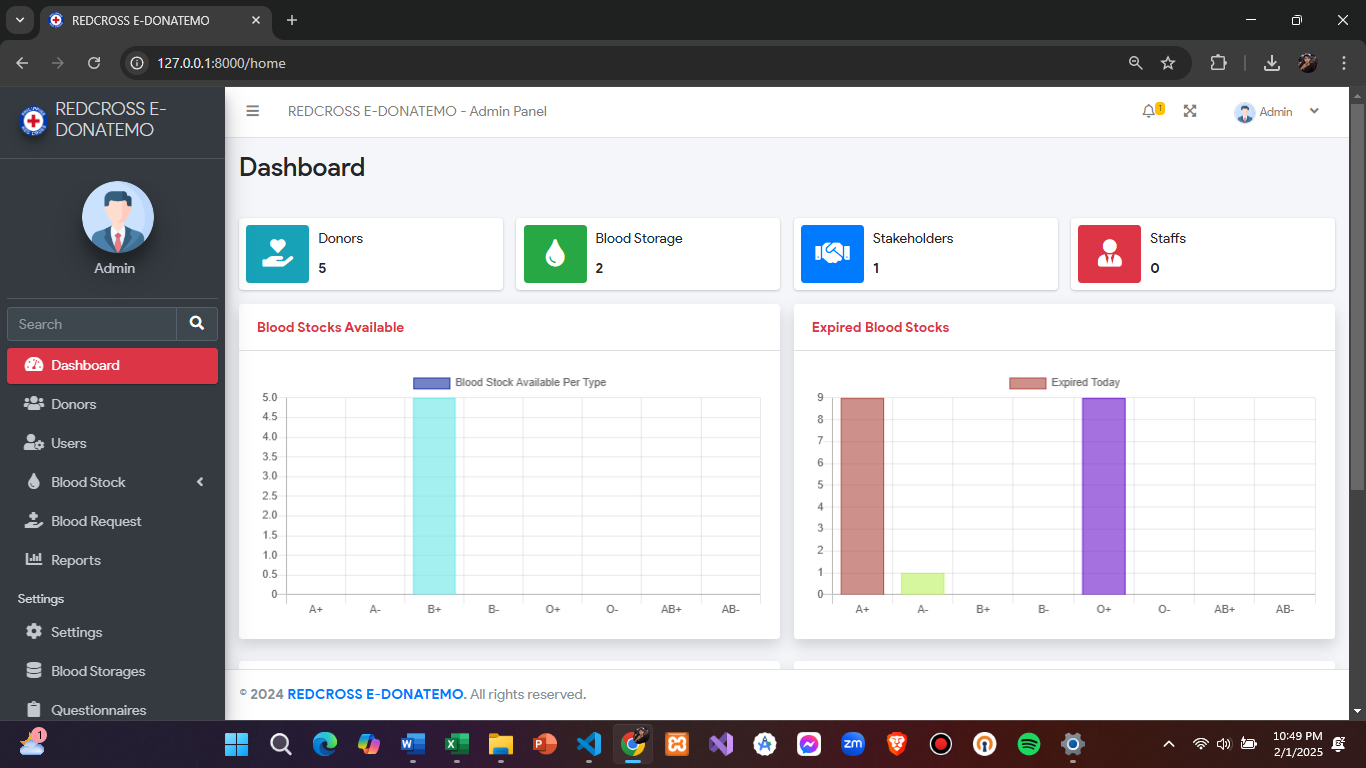 REDCROSS E-DONATEMO
127.0.0.1:8000/home
REDCROSS E-
DONATEMO
Admin
Search
Dashboard
Donors
Users
Blood Stock
Blood Request
Reports
Settings
Settings
Blood Storages
Questionnaires
REDCROSS E-DONATEMO - Admin Panel
1
Admin
Dashboard
Donors
5
Blood Storage
2
Stakeholders
1
Staffs
0
Blood Stocks Available
Blood Stock Available Per Type
5.0
4.5
4.0
3.5
3.0
2.5
2.0
1.5
1.0
0.5
0
A+ A- B+ B- O+ O- AB+ AB-
Expired Blood Stocks
Expired Today
9
8
7
6
5
4
3
2
1
0
A+ A- B+ B- O+ O- AB+ AB-
© 2024 REDCROSS E-DONATEMO. All rights reserved.
1
zm
10:49 PM
2/1/2025